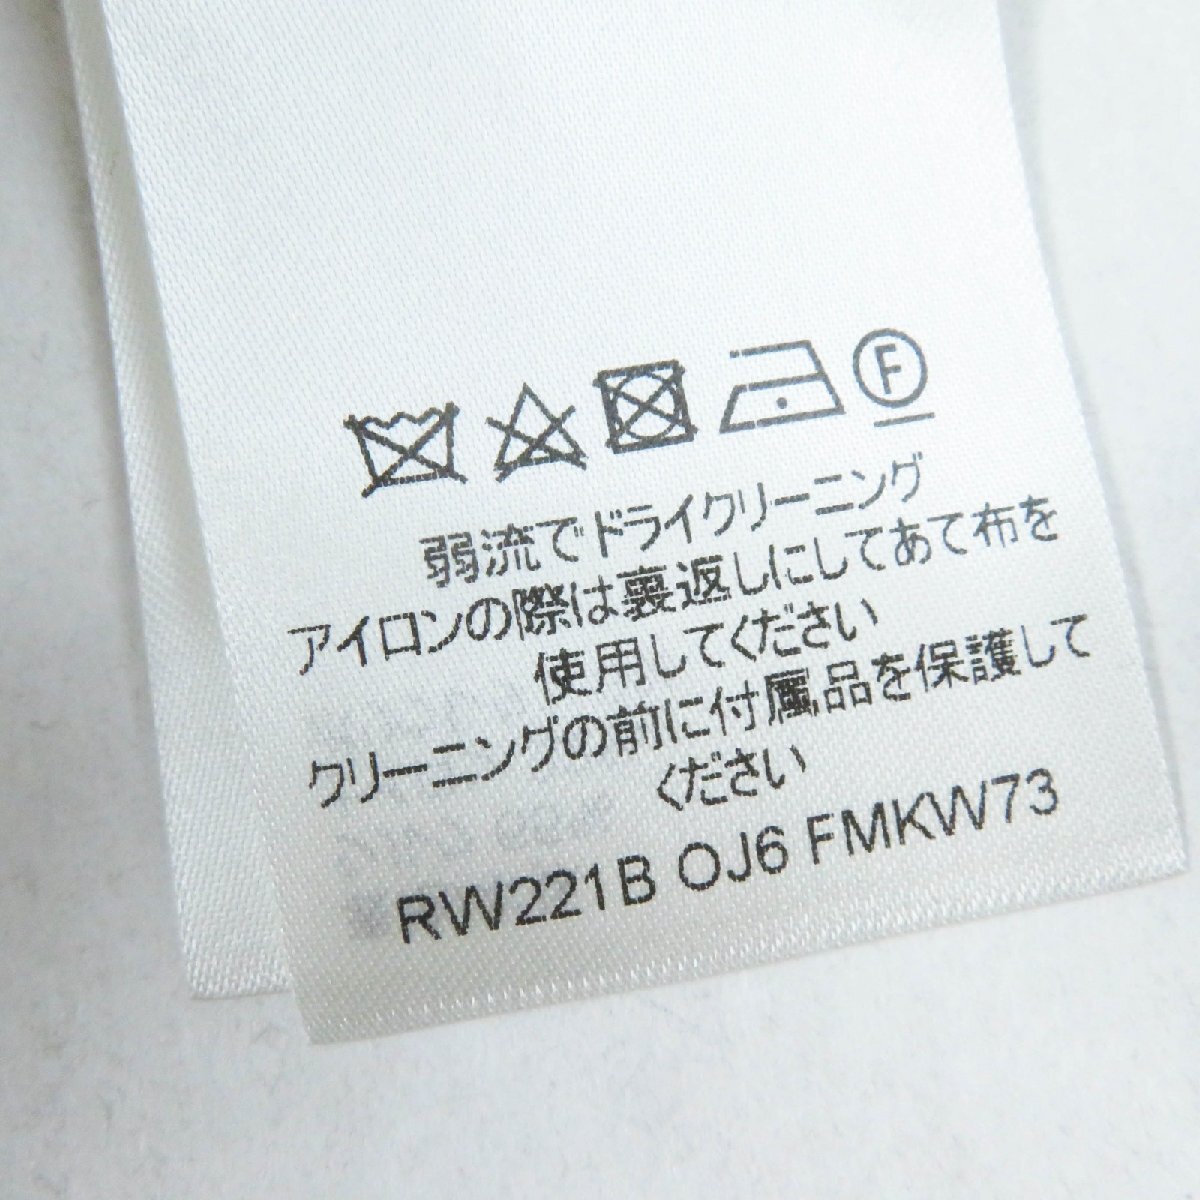 F
弱流でドライクリーニング
アイロンの際は裏返しにしてあて布を
使用してください
クリーニングの前に付属品を保護して
ください
RW221B OJ6 FMKW73